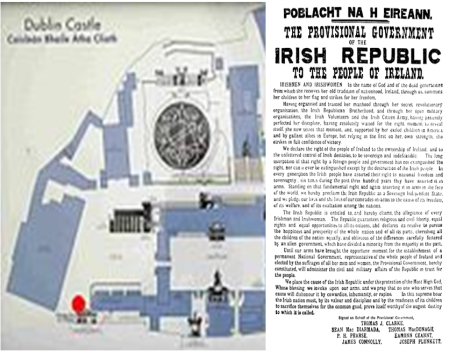 Dublin Castle
Caisleán Bhaile Átha Cliath
POBLACHT NA H EIREANN.
THE PROVISIONAL GOVERNMENT
OF THE
IRISH REPUBLIC
TO THE PEOPLE OF IRELAND.
IRISHMEN AND IRISHWOMEN In the name of God and of the dead generations
from which she receives her old tradition of nationhood, Ireland, through us, summons
her children to her flag and strikes for her freedom.
Having organised and trained her manhood through her secret revolutionary
organisation, the Irish Republican Brotherhood, and through her open military
organisations, the Irish Volunteers and the Irish Citizen Army, having patiently
perfected her discipline, having resolutely waited for the right moment to reveal
itself, she now seizes that moment, and, supported by her exiled children in America
and by gallant allies in Europe, but relying in the first on her own strength, she
strikes in full confidence of victory.
We declare the right of the people of Ireland to the ownership of Ireland, and to
the unfettered control of Irish destinies, to be sovereign and indefeasible. The long
usurpation of that right by a foreign people and government has not extinguished the
right, nor can it ever be extinguished except by the destruction of the Irish people. In
every generation the Irish people have asserted their right to national freedom and
sovereignty; six times during the past three hundred years they have asserted it in
arms. Standing on that fundamental right and again asserting it in arms in the face
of the world, we hereby proclaim the Irish Republic as a Sovereign Independent State,
and we pledge our lives and the lives of our comrades-in-arms to the cause of its freedom,
of its welfare, and of its exaltation among the nations.
The Irish Republic is entitled to, and hereby claims, the allegiance of every
Irishman and Irishwoman. The Republic guarantees religious and civil liberty, equal
rights and equal opportunities to all its citizens, and declares its resolve to pursue
the happiness and prosperity of the whole nation and of all its parts, cherishing all
the children of the nation equally, and oblivious of the differences carefully fostered
by an alien government, which have divided a minority from the majority in the past.
Until our arms have brought the opportune moment for the establishment of a
permanent National Government, representative of the whole people of Ireland and
elected by the suffrages of all her men and women, the Provisional Government, hereby
constituted, will administer the civil and military affairs of the Republic in trust for
the people.
We place the cause of the Irish Republic under the protection of the Most High God,
Whose blessing we invoke upon our arms, and we pray that no one who serves that
cause will dishonour it by cowardice, inhumanity, or rapine. In this supreme hour
the Irish nation must, by its valour and discipline and by the readiness of its children
to sacrifice themselves for the common good, prove itself worthy of the august destiny
to which it is called.
Signed on Behalf of the Provisional Government,
THOMAS J. CLARKE.
SEAN Mac DIARMADA. THOMAS MacDONAGH.
P. H. PEARSE. EAMONN CEANNT.
JAMES CONNOLLY. JOSEPH PLUNKETT.